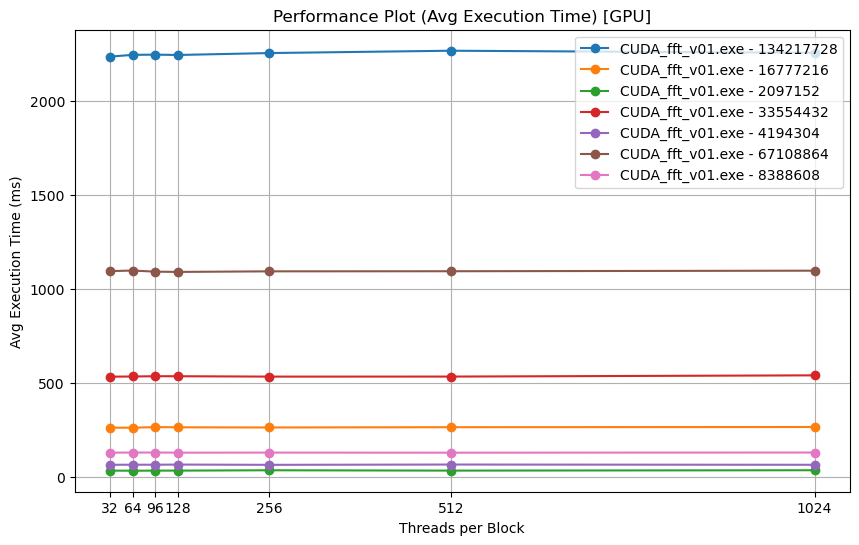 Performance Plot (Avg Execution Time) [GPU]
CUDA_fft_v01.exe - 134217728
CUDA_fft_v01.exe - 16777216
CUDA_fft_v01.exe - 2097152
CUDA_fft_v01.exe - 33554432
CUDA_fft_v01.exe - 4194304
CUDA_fft_v01.exe - 67108864
CUDA_fft_v01.exe - 8388608
Avg Execution Time (ms)
2000
1500
1000
500
0
32 64 96 128 256 512 1024
Threads per Block